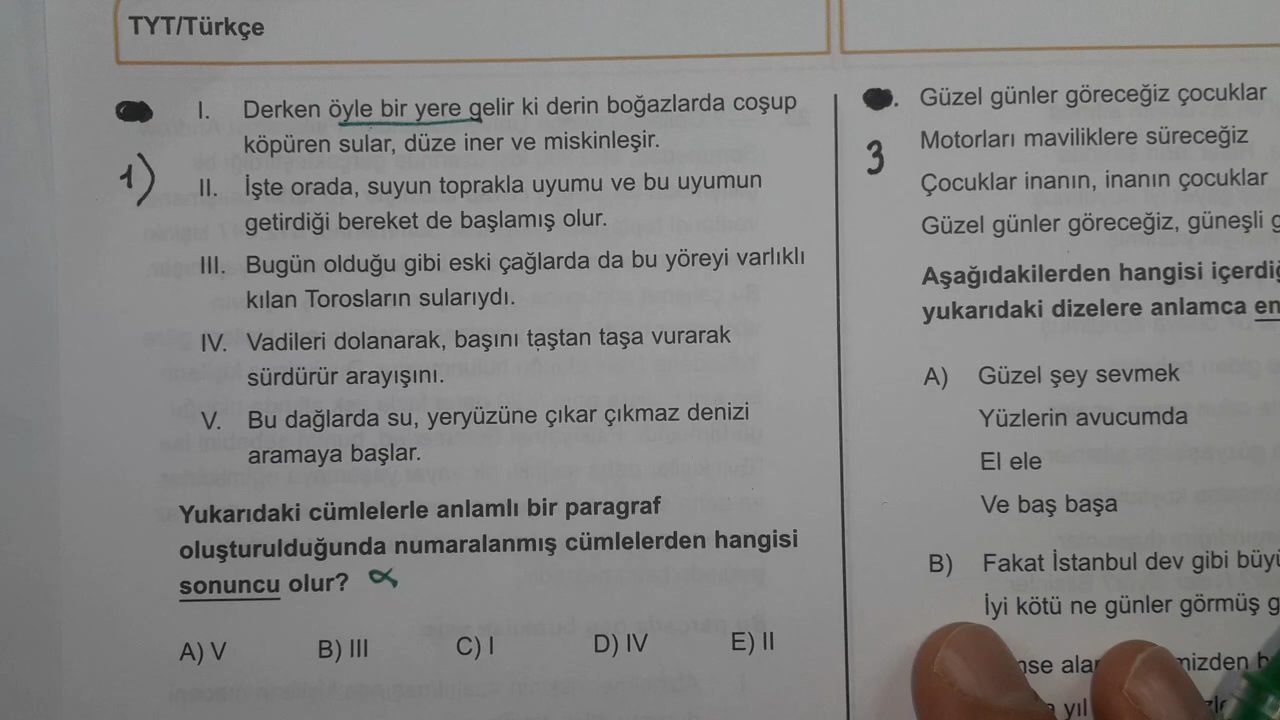 TYT/Türkçe
I. Derken öyle bir yere gelir ki derin boğazlarda coşup
köpüren sular, düze iner ve miskinleşir.
1)
II. İşte orada, suyun toprakla uyumu ve bu uyumun
getirdiği bereket de başlamış olur.
III. Bugün olduğu gibi eski çağlarda da bu yöreyi varlıklı
kılan Torosların sularıydı.
IV. Vadileri dolanarak, başını taştan taşa vurarak
sürdürür arayışını.
V. Bu dağlarda su, yeryüzüne çıkar çıkmaz denizi
aramaya başlar.
Yukarıdaki cümlelerle anlamlı bir paragraf
oluşturulduğunda numaralanmış cümlelerden hangisi
sonuncu olur?
A) V B) III C) I D) IV E) II
Güzel günler göreceğiz çocuklar
3
Motorları maviliklere süreceğiz
Çocuklar inanın, inanın çocuklar
Güzel günler göreceğiz, güneşli
Aşağıdakilerden hangisi
yukarıdaki dizelere anlamca
A) Güzel şey sevmek
Yüzlerin avucumda
El ele
Ve baş başa
B) Fakat İstanbul dev gibi
İyi kötü ne günler görmüş
yıl